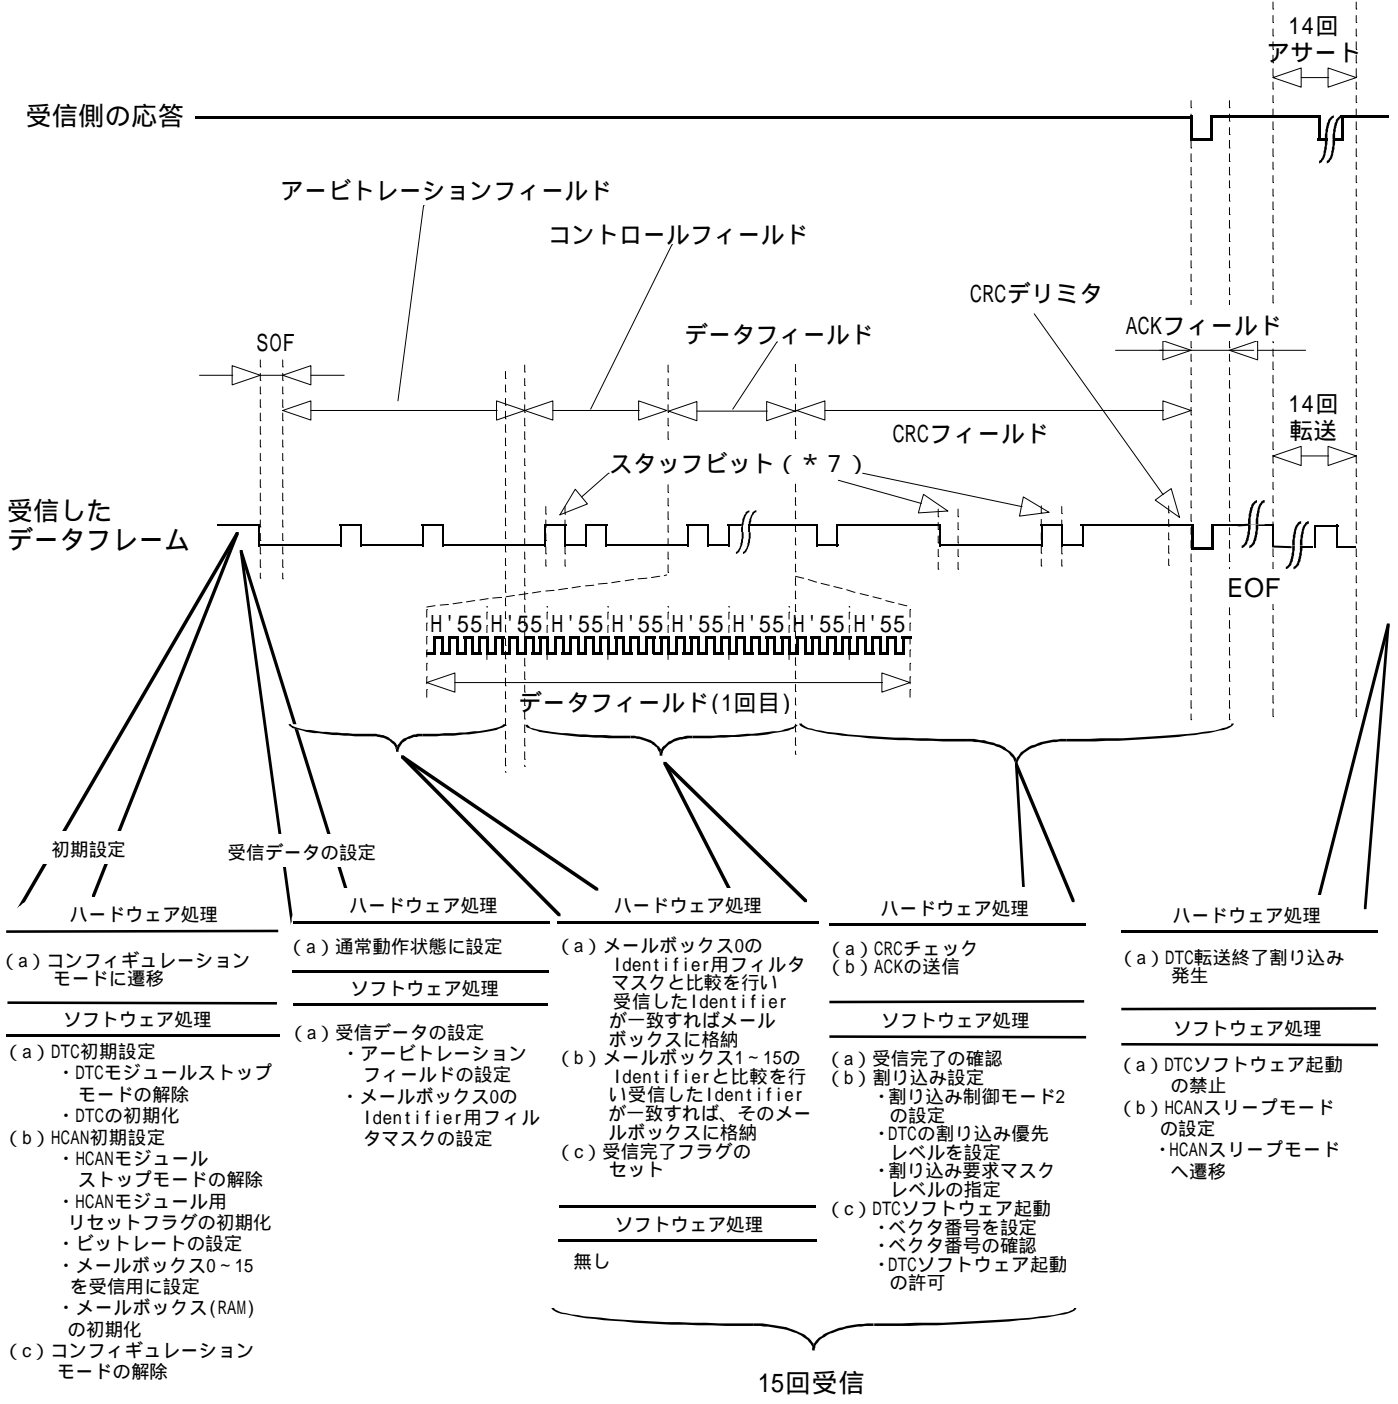 14回
アサート
受信側の応答
アービトレーションフィールド
コントロールフィールド
CRCデリミタ
データフィールド
ACKフィールド
SOF
14回
転送
CRCフィールド
スタッフビット(*7)
受信した
データフレーム
EOF
H'55 H'55 H'55 H'55 H'55 H'55 H'55 H'55
データフィールド(1回目)
初期設定
受信データの設定
ハードウェア処理
(a)コンフィギュレーション
モードに遷移
ソフトウェア処理
(a)DTC初期設定
・DTCモジュールストップ
モードの解除
・DTCの初期化
(b)HCAN初期設定
・HCANモジュール
ストップモードの解除
・HCANモジュール用
リセットフラグの初期化
・ビットレートの設定
・メールボックス0~15
を受信用に設定
・メールボックス(RAM)
の初期化
(c)コンフィギュレーション
モードの解除
ハードウェア処理
(a)通常動作状態に設定
ソフトウェア処理
(a)受信データの設定
・アービトレーション
フィールドの設定
・メールボックス0の
Identifier用フィル
タマスクの設定
ハードウェア処理
(a)メールボックス0の
Identifier用フィルタ
マスクと比較を行い
受信したIdentifier
が一致すればメール
ボックスに格納
(b)メールボックス1~15の
Identifierと比較を行
い受信したIdentifier
が一致すれば、そのメー
ルボックスに格納
(c)受信完了フラグの
セット
ソフトウェア処理
無し
ハードウェア処理
(a)CRCチェック
(b)ACKの送信
ソフトウェア処理
(a)受信完了の確認
(b)割り込み設定
・割り込み制御モード2
の設定
・DTCの割り込み優先
レベルを設定
・割り込み要求マスク
レベルの指定
(c)DTCソフトウェア起動
・ベクタ番号を設定
・ベクタ番号の確認
・DTCソフトウェア起動
の許可
ハードウェア処理
(a)DTC転送終了割り込み
発生
ソフトウェア処理
(a)DTCソフトウェア起動
の禁止
(b)HCANスリープモード
の設定
・HCANスリープモード
へ遷移
15回受信